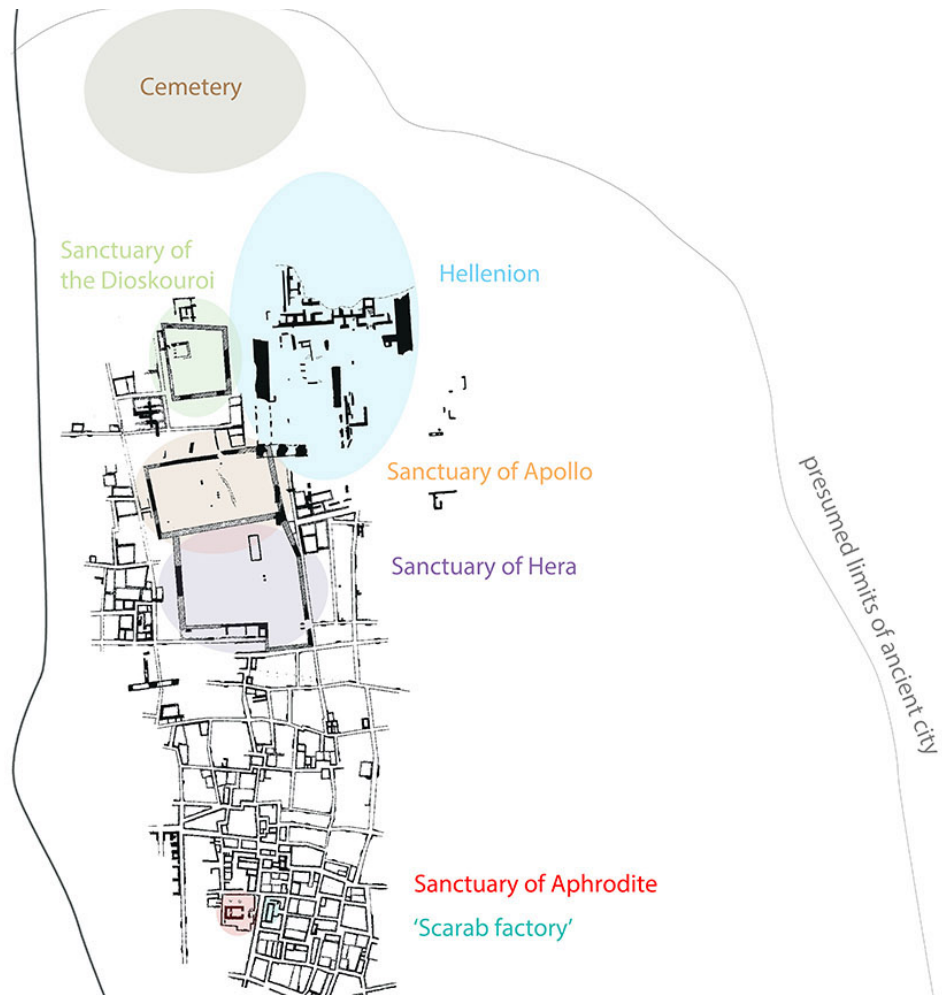 Cemetery
Sanctuary of
the Dioskouroi
Hellenion
Sanctuary of Apollo
presumed limits of ancient city
Sanctuary of Hera
Sanctuary of Aphrodite
‘Scarab factory’